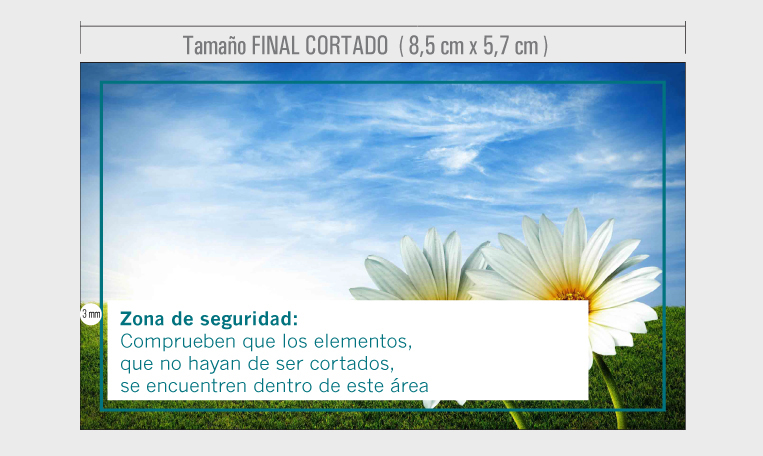 Tamaño FINAL CORTADO ( 8,5 cm x 5,7 cm )
3 mm
Zona de seguridad:
Comprueben que los elementos,
que no hayan de ser cortados,
se encuentren dentro de este área